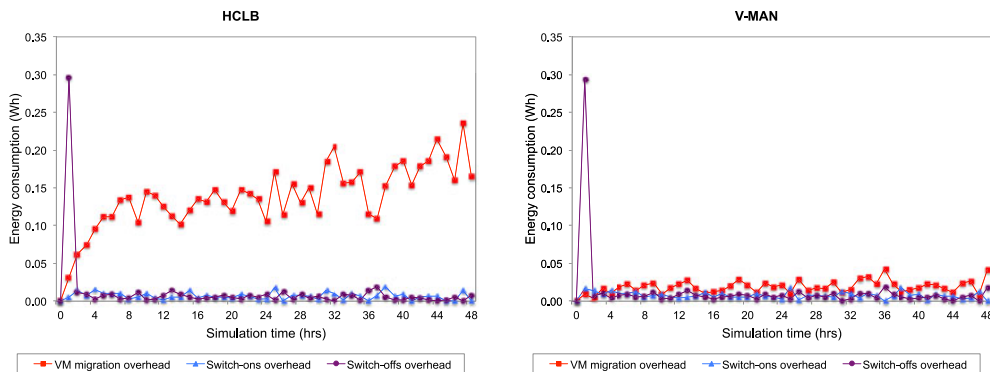 HCLB
0.35
0.30
0.25
0.20
0.15
0.10
0.05
0.00
Energy consumption (Wh)
0 4 8 12 16 20 24 28 32 36 40 44 48
Simulation time (hrs)
VM migration overhead Switch-ons overhead Switch-offs overhead
V-MAN
0.35
0.30
0.25
0.20
0.15
0.10
0.05
0.00
Energy consumption (Wh)
0 4 8 12 16 20 24 28 32 36 40 44 48
Simulation time (hrs)
VM migration overhead Switch-ons overhead Switch-offs overhead